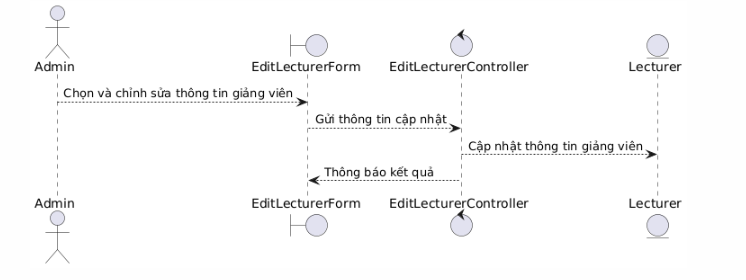 Admin
EditLecturerForm
EditLecturerController
Lecturer
Chọn và chỉnh sửa thông tin giảng viên
Gửi thông tin cập nhật
Cập nhật thông tin giảng viên
Thông báo kết quả
Admin
EditLecturerForm
EditLecturerController
Lecturer